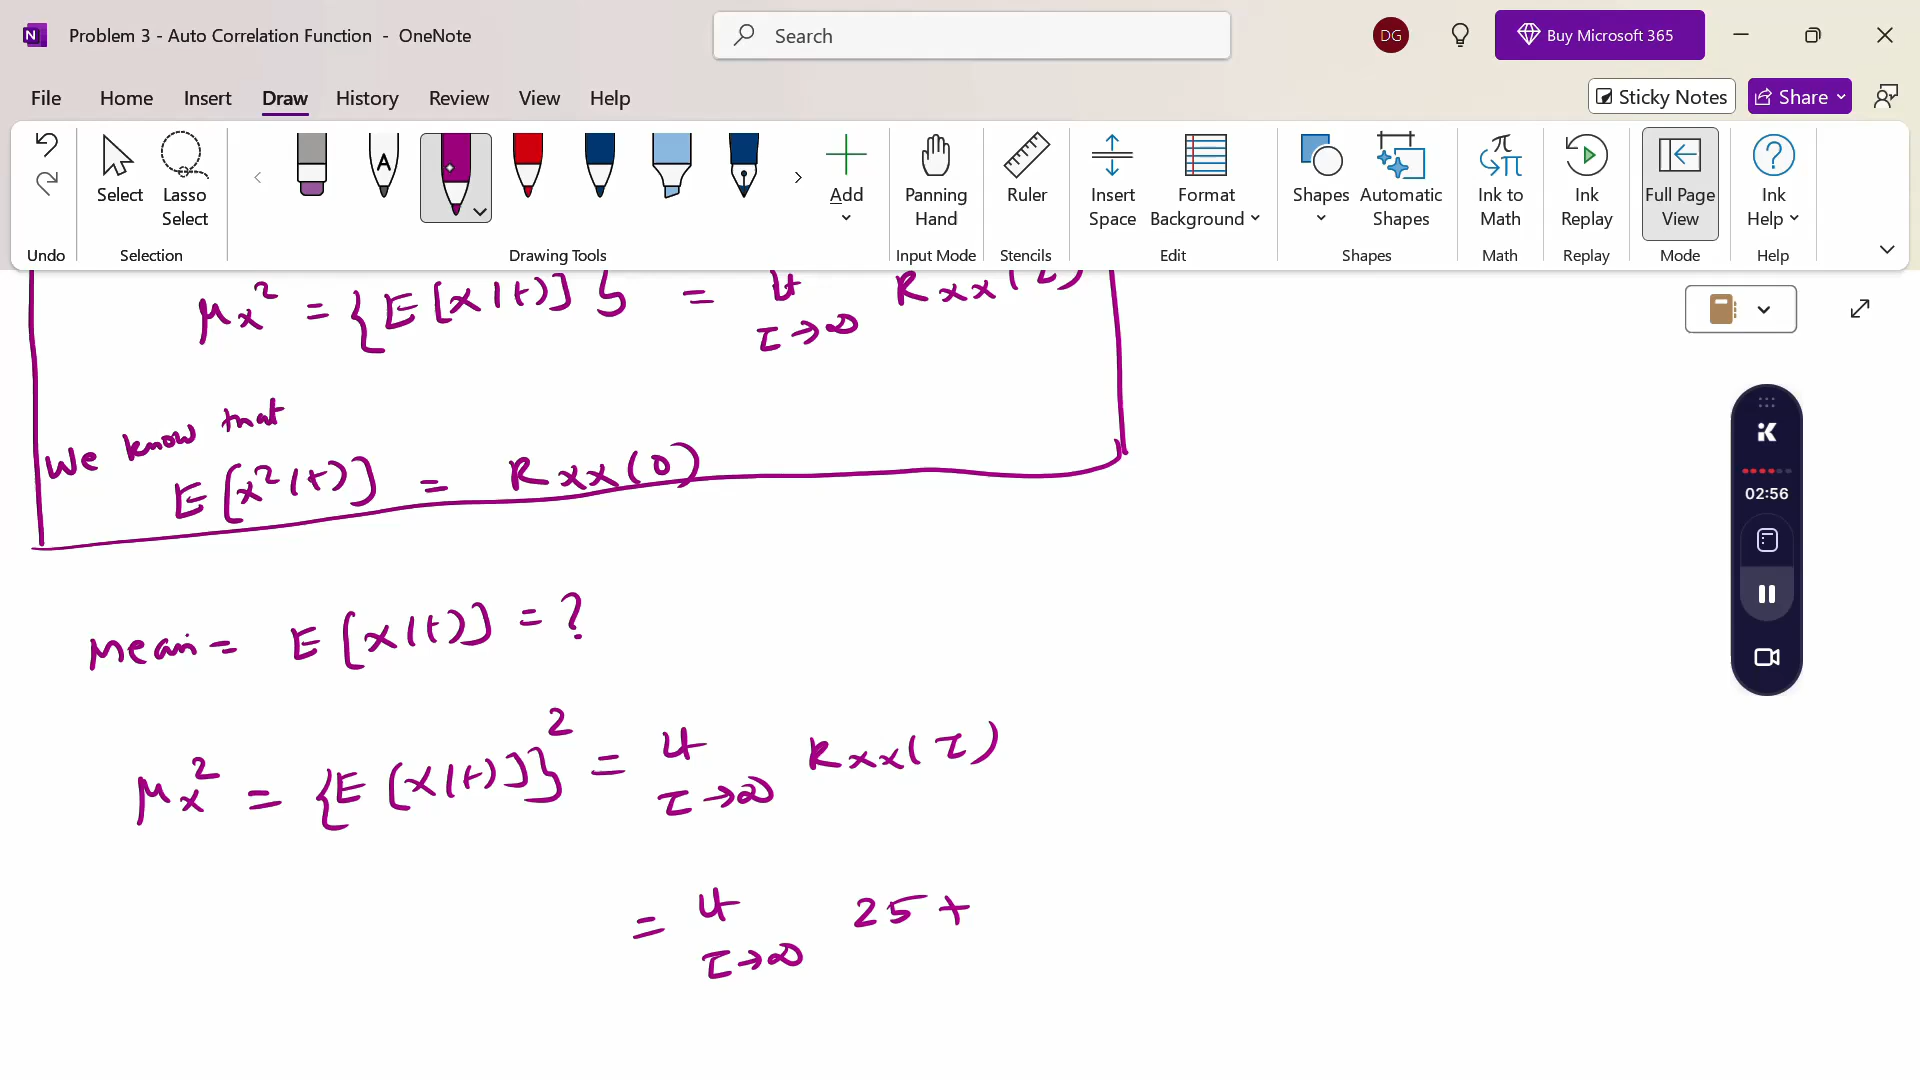 Problem 3 - Auto Correlation Function - OneNote
Search
DG
Buy Microsoft 365
File Home Insert Draw History Review View Help
Sticky Notes
Share
Select
Lasso Select
A
Add
Panning Hand
Ruler
Insert Space
Format Background
Shapes
Automatic Shapes
Ink to Math
Ink Replay
Full Page View
Ink Help
Undo
Selection
Drawing Tools
Input Mode
Stencils
Edit
Shapes
Math
Replay
Mode
Help
μx² = {E[x(t)]} = Lt τ→∞ Rxx(τ)
We know that
E[x²(t)] = Rxx(0)
02:56
Mean = E[x(t)] = ?
μx² = {E[x(t)]}² = Lt τ→∞ Rxx(τ)
= Lt τ→∞ 25 +